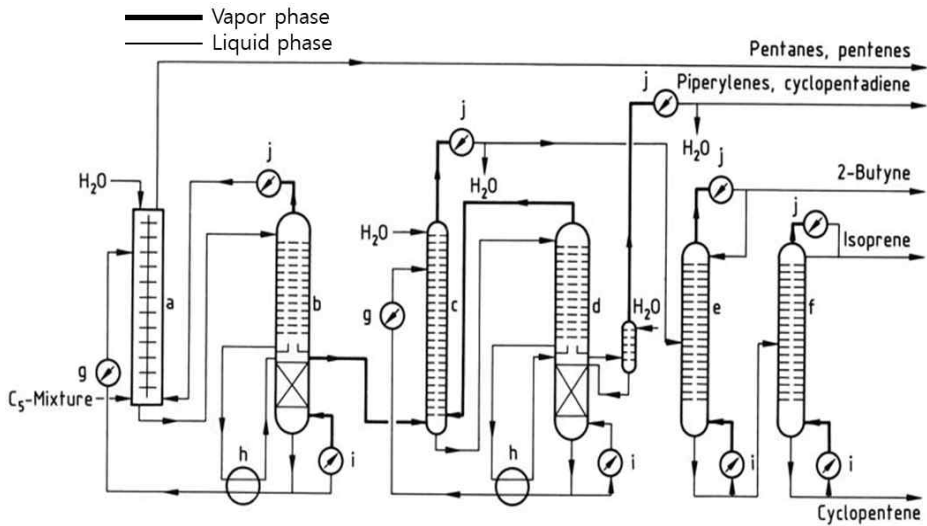 Vapor phase
Liquid phase
Pentanes, pentenes
j
Piperylenes, cyclopentadiene
j
H₂O
j
H₂O
j
H₂O
2-Butyne
j
Isoprene
H₂O
a
b
g
c
d
H₂O
e
f
g
C₅-Mixture
h
i
h
i
i
i
Cyclopentene